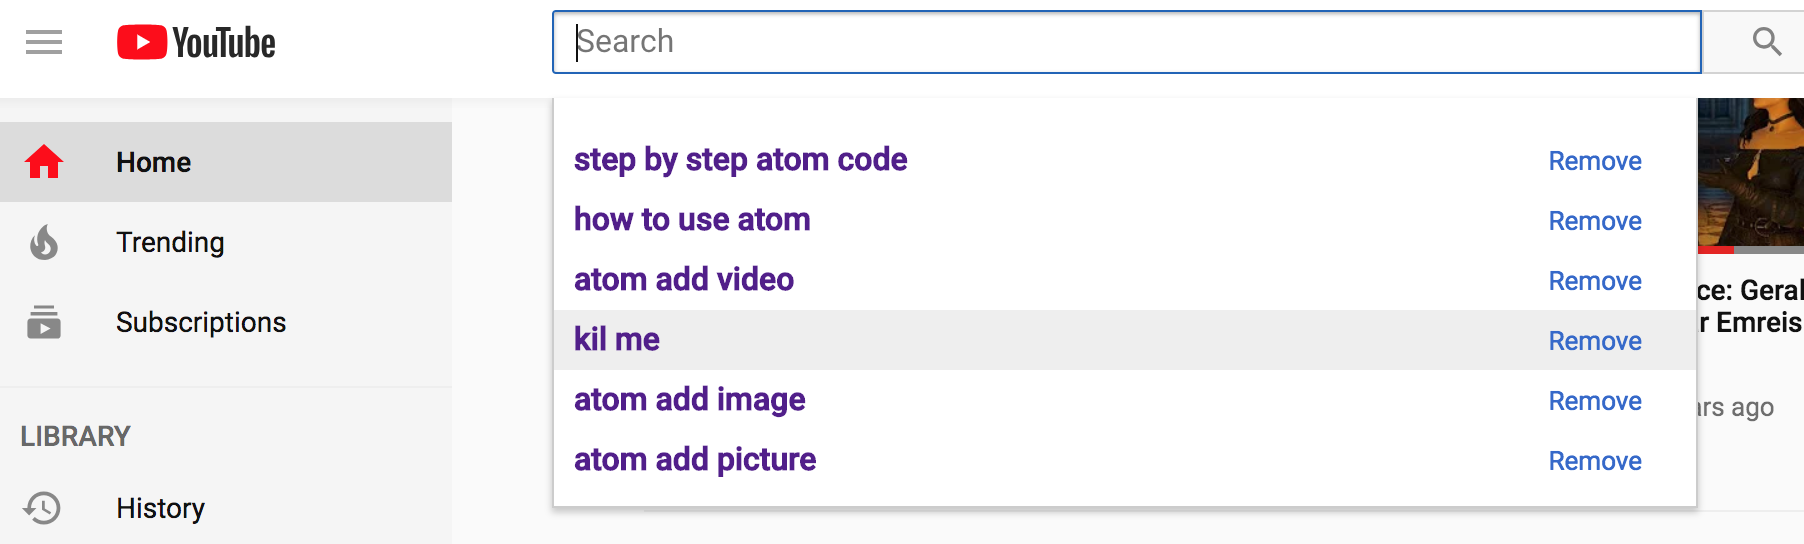 YouTube
Search
Home
Trending
Subscriptions
LIBRARY
History
step by step atom code Remove
how to use atom Remove
atom add video Remove
kil me Remove
atom add image Remove
atom add picture Remove
ce: Geral
r Emreis
ars ago